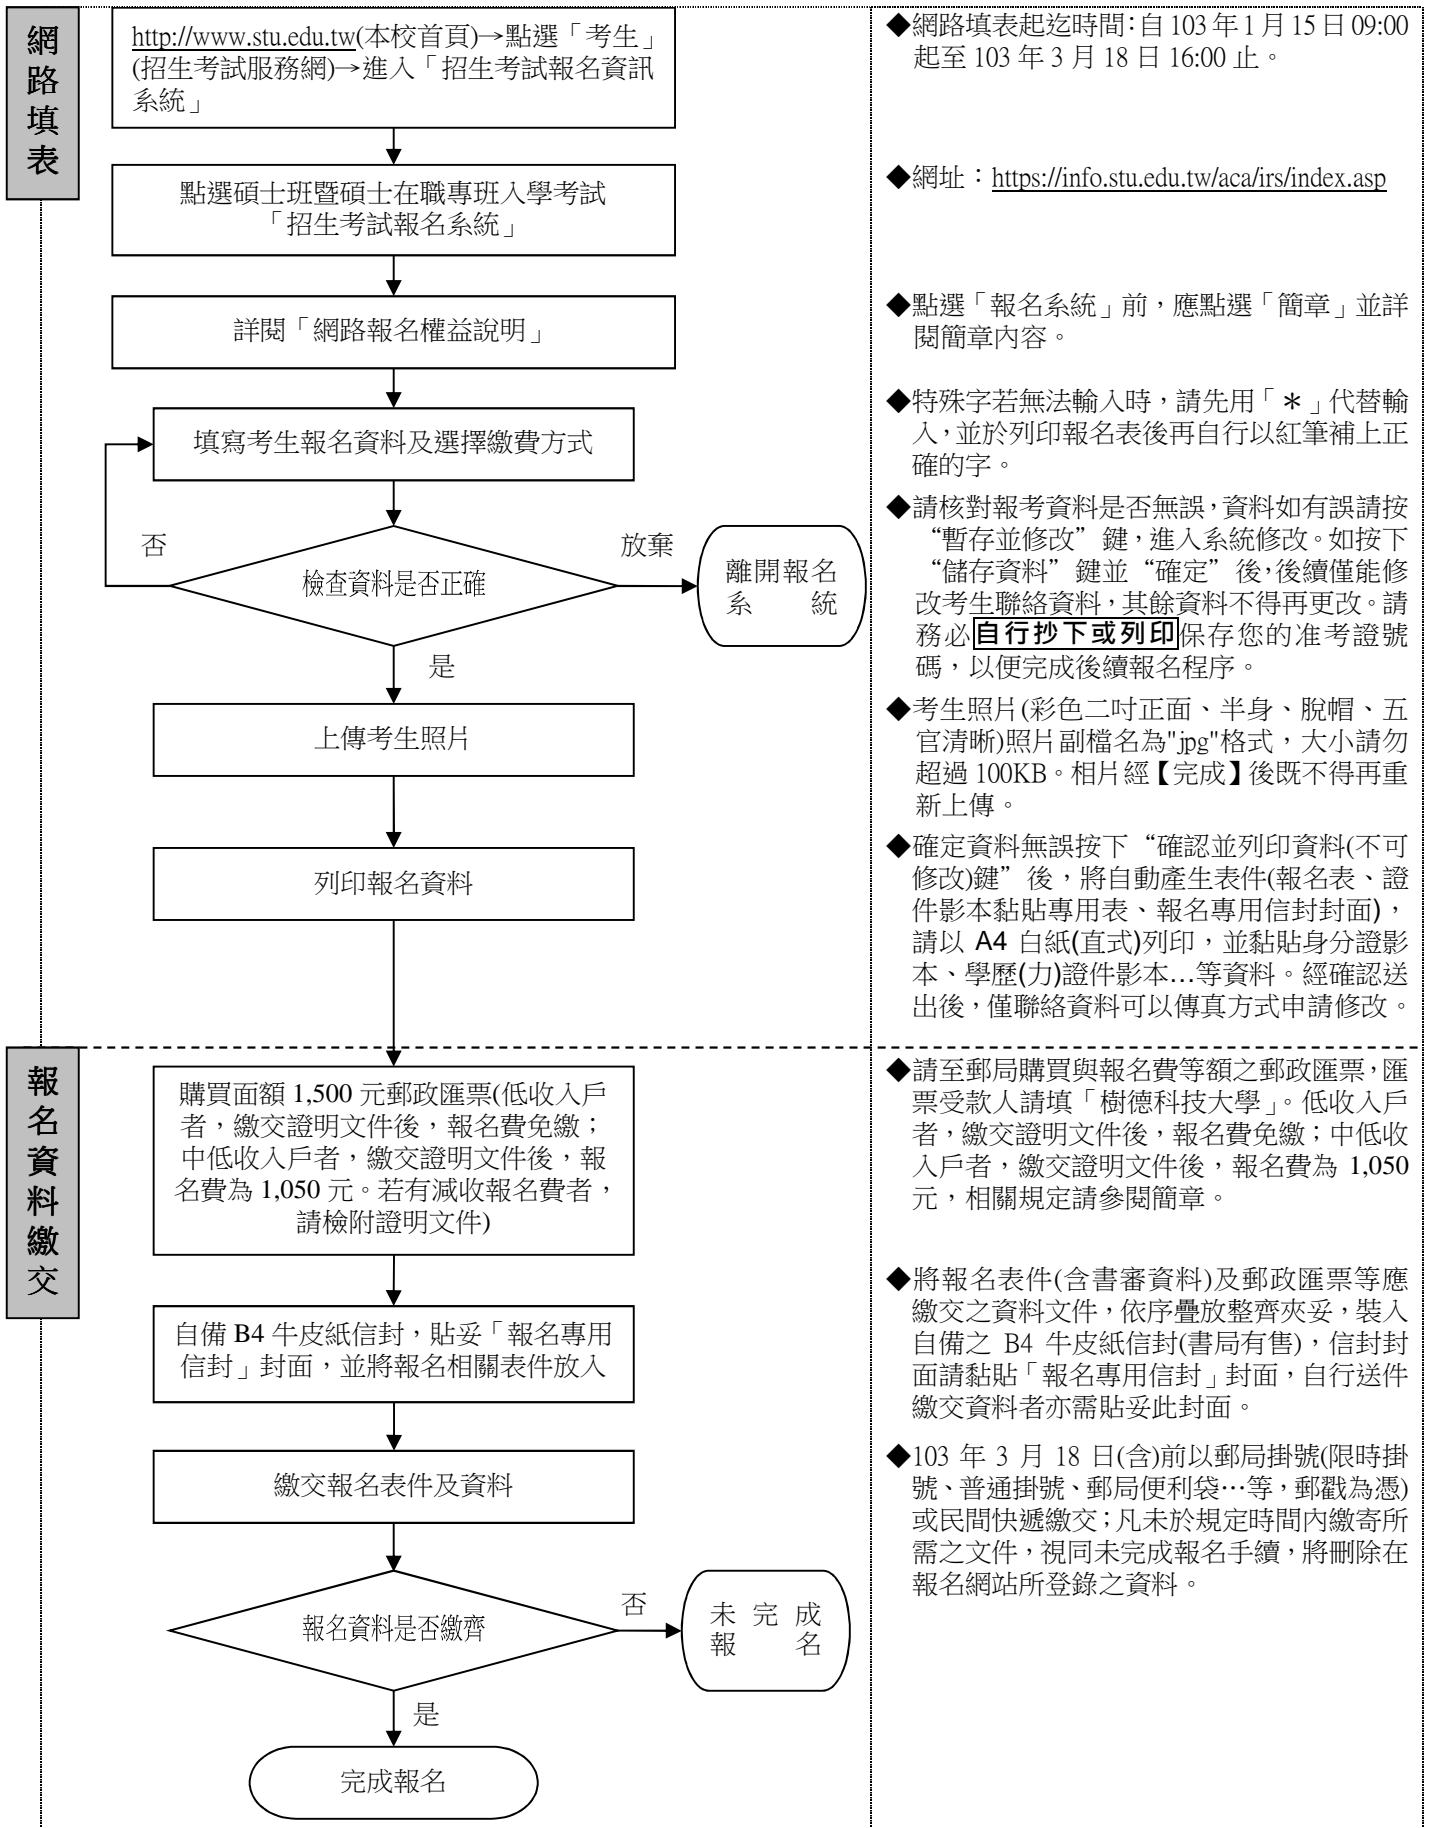 網路填表
http://www.stu.edu.tw(本校首頁)→點選「考生」
(招生考試服務網)→進入「招生考試報名資訊
系統」
點選碩士班暨碩士在職專班入學考試
「招生考試報名系統」
詳閱「網路報名權益說明」
填寫考生報名資料及選擇繳費方式
否
檢查資料是否正確
放棄
離開報名
系統
是
上傳考生照片
列印報名資料
◆網路填表起迄時間：自 103 年 1 月 15 日 09:00
起至 103 年 3 月 18 日 16:00 止。
◆網址：https://info.stu.edu.tw/aca/irs/index.asp
◆點選「報名系統」前，應點選「簡章」並詳
閱簡章內容。
◆特殊字若無法輸入時，請先用「＊」代替輸
入，並於列印報名表後再自行以紅筆補上正
確的字。
◆請核對報考資料是否無誤，資料如有誤請按
“暫存並修改”鍵，進入系統修改。如按下
“儲存資料”鍵並“確定”後，後續僅能修
改考生聯絡資料，其餘資料不得再更改。請
務必自行抄下或列印保存您的准考證號
碼，以便完成後續報名程序。
◆考生照片(彩色二吋正面、半身、脫帽、五
官清晰)照片副檔名為"jpg"格式，大小請勿
超過 100KB。相片經【完成】後既不得再重
新上傳。
◆確定資料無誤按下“確認並列印資料(不可
修改)鍵”後，將自動產生表件(報名表、證
件影本黏貼專用表、報名專用信封封面)，
請以 A4 白紙(直式)列印，並黏貼身分證影
本、學歷(力)證件影本…等資料。經確認送
出後，僅聯絡資料可以傳真方式申請修改。
報名資料繳交
購買面額 1,500 元郵政匯票(低收入戶
者，繳交證明文件後，報名費免繳；
中低收入戶者，繳交證明文件後，報
名費為 1,050 元。若有減收報名費者，
請檢附證明文件)
自備 B4 牛皮紙信封，貼妥「報名專用
信封」封面，並將報名相關表件放入
繳交報名表件及資料
報名資料是否繳齊
否
未完成
報名
是
完成報名
◆請至郵局購買與報名費等額之郵政匯票，匯
票受款人請填「樹德科技大學」。低收入戶
者，繳交證明文件後，報名費免繳；中低收
入戶者，繳交證明文件後，報名費為 1,050
元，相關規定請參閱簡章。
◆將報名表件(含書審資料)及郵政匯票等應
繳交之資料文件，依序疊放整齊夾妥，裝入
自備之 B4 牛皮紙信封(書局有售)，信封封
面請黏貼「報名專用信封」封面，自行送件
繳交資料者亦需貼妥此封面。
◆103 年 3 月 18 日(含)前以郵局掛號(限時掛
號、普通掛號、郵局便利袋…等，郵戳為憑)
或民間快遞繳交；凡未於規定時間內繳寄所
需之文件，視同未完成報名手續，將刪除在
報名網站所登錄之資料。